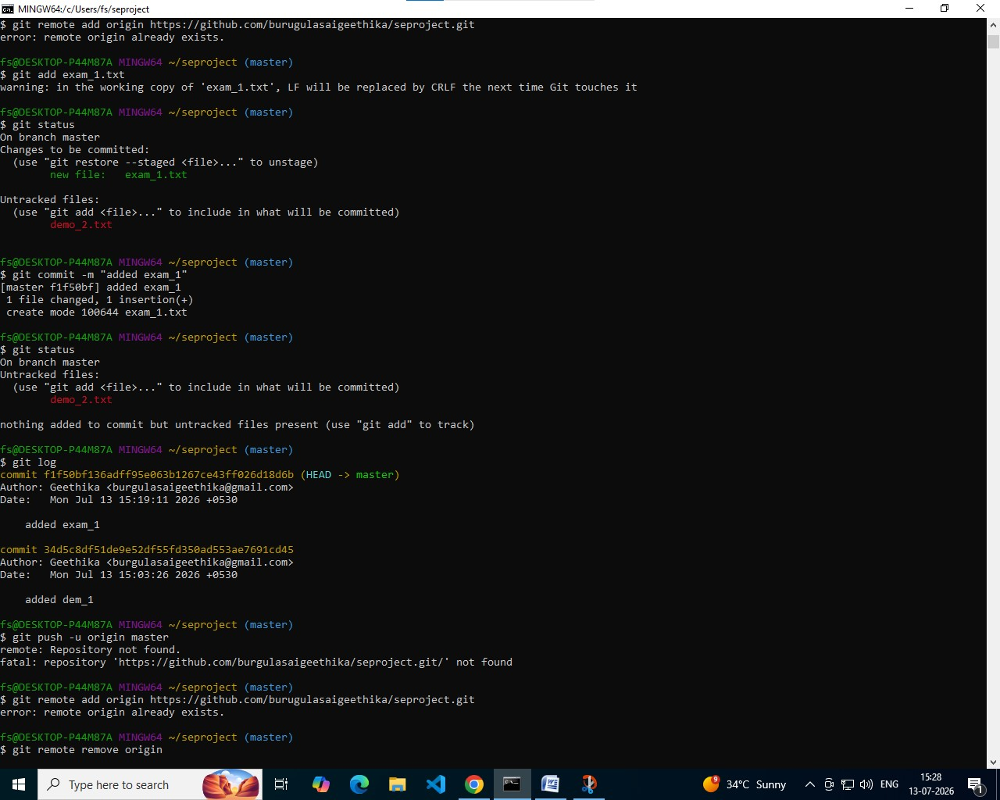 MINGW64:/c/Users/fs/seproject
$ git remote add origin https://github.com/burugulasaigeethika/seproject.git
error: remote origin already exists.
fs@DESKTOP-P44M87A MINGW64 ~/seproject (master)
$ git add exam_1.txt
warning: in the working copy of 'exam_1.txt', LF will be replaced by CRLF the next time Git touches it
fs@DESKTOP-P44M87A MINGW64 ~/seproject (master)
$ git status
On branch master
Changes to be committed:
  (use "git restore --staged <file>..." to unstage)
        new file:   exam_1.txt
Untracked files:
  (use "git add <file>..." to include in what will be committed)
        demo_2.txt
fs@DESKTOP-P44M87A MINGW64 ~/seproject (master)
$ git commit -m "added exam_1"
[master f1f50bf] added exam_1
 1 file changed, 1 insertion(+)
 create mode 100644 exam_1.txt
fs@DESKTOP-P44M87A MINGW64 ~/seproject (master)
$ git status
On branch master
Untracked files:
  (use "git add <file>..." to include in what will be committed)
        demo_2.txt
nothing added to commit but untracked files present (use "git add" to track)
fs@DESKTOP-P44M87A MINGW64 ~/seproject (master)
$ git log
commit f1f50bf136adff95e063b1267ce43ff026d18d6b (HEAD -> master)
Author: Geethika <burgulasaigeethika@gmail.com>
Date:   Mon Jul 13 15:19:11 2026 +0530
    added exam_1
commit 34d5c8df51de9e52df55fd350ad553ae7691cd45
Author: Geethika <burgulasaigeethika@gmail.com>
Date:   Mon Jul 13 15:03:26 2026 +0530
    added dem_1
fs@DESKTOP-P44M87A MINGW64 ~/seproject (master)
$ git push -u origin master
remote: Repository not found.
fatal: repository 'https://github.com/burgulasaigeethika/seproject.git/' not found
fs@DESKTOP-P44M87A MINGW64 ~/seproject (master)
$ git remote add origin https://github.com/burugulasaigeethika/seproject.git
error: remote origin already exists.
fs@DESKTOP-P44M87A MINGW64 ~/seproject (master)
$ git remote remove origin
Type here to search
9
34°C Sunny
ENG
15:28
13-07-2026
1